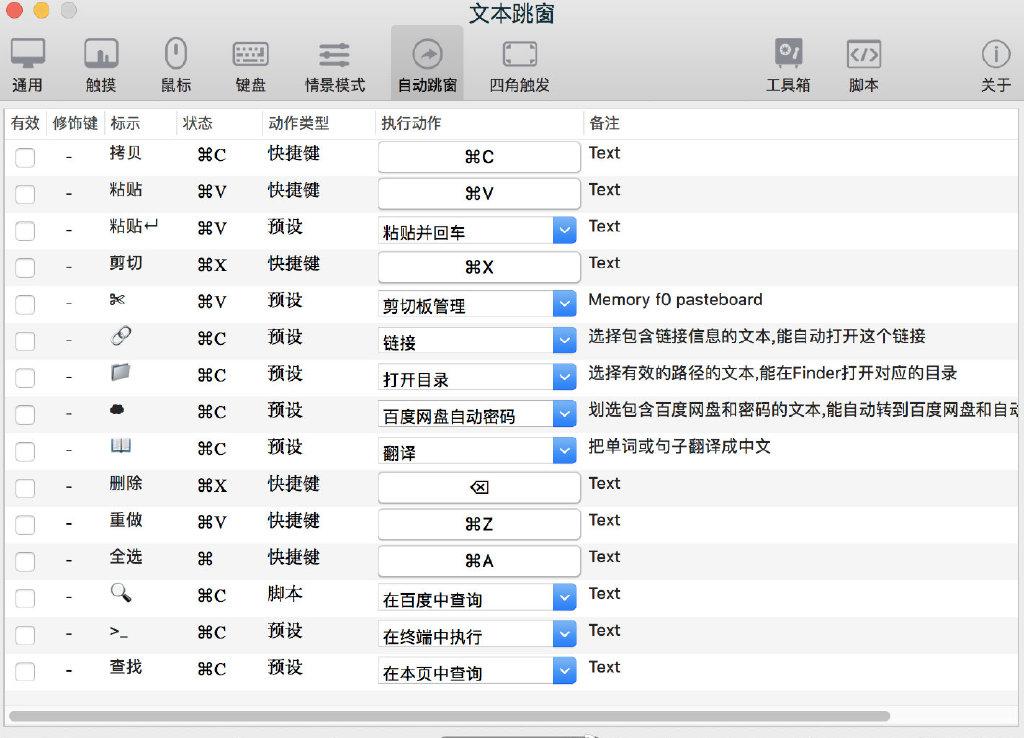 文本跳窗
通用 触摸 鼠标 键盘 情景模式 自动跳窗 四角触发 工具箱 脚本 关于
有效 修饰键 标示 状态 动作类型 执行动作 备注
- 拷贝 ⌘C 快捷键 ⌘C Text
- 粘贴 ⌘V 快捷键 ⌘V Text
- 粘贴↵ ⌘V 预设 粘贴并回车 Text
- 剪切 ⌘X 快捷键 ⌘X Text
- ✂ ⌘V 预设 剪切板管理 Memory f0 pasteboard
- 🔗 ⌘C 预设 链接 选择包含链接信息的文本,能自动打开这个链接
- ⌘C 预设 打开目录 选择有效的路径的文本,能在Finder打开对应的目录
- ⌘C 预设 百度网盘自动密码 划选包含百度网盘和密码的文本,能自动转到百度网盘和自动
- 📖 ⌘C 预设 翻译 把单词或句子翻译成中文
- 删除 ⌘X 快捷键 ⌫ Text
- 重做 ⌘V 快捷键 ⌘Z Text
- 全选 ⌘ 快捷键 ⌘A Text
- 🔍 ⌘C 脚本 在百度中查询 Text
- >_ ⌘C 预设 在终端中执行 Text
- 查找 ⌘C 预设 在本页中查询 Text